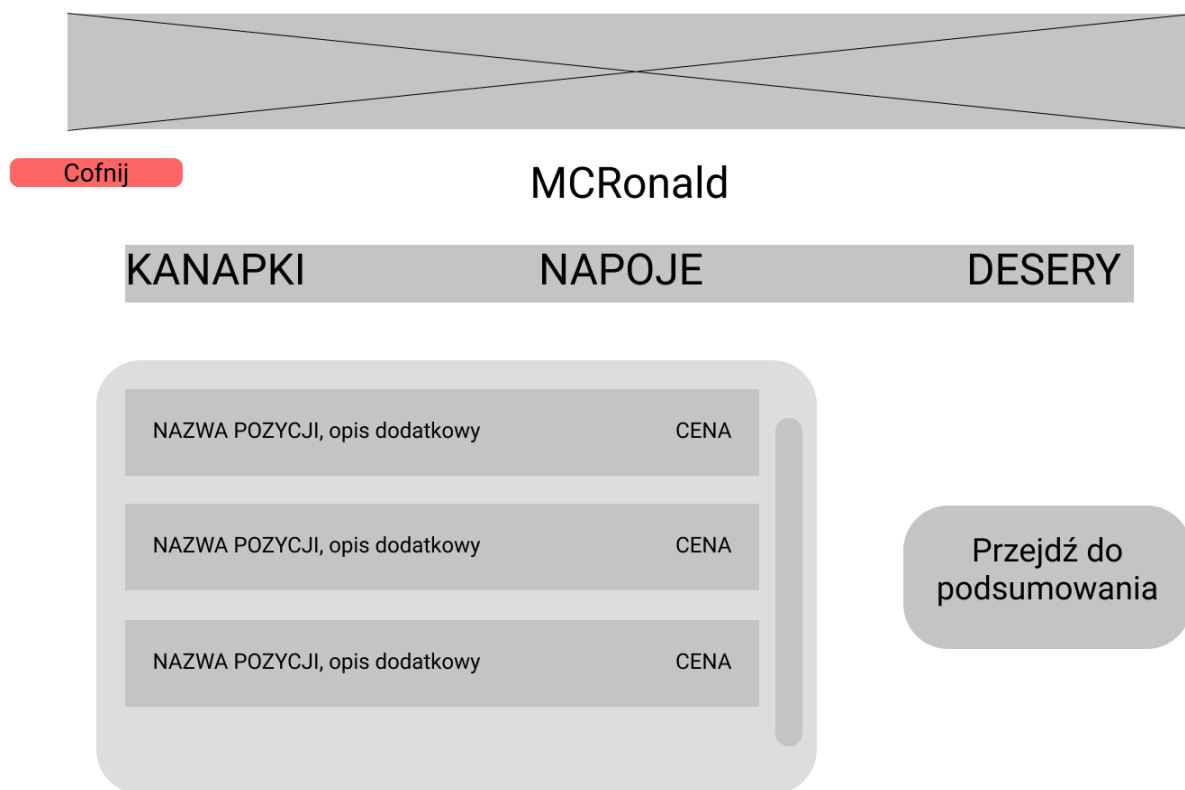 Cofnij
MCRonald
KANAPKI NAPOJE DESERY
NAZWA POZYCJI, opis dodatkowy CENA
NAZWA POZYCJI, opis dodatkowy CENA
Przejdź do
podsumowania
NAZWA POZYCJI, opis dodatkowy CENA